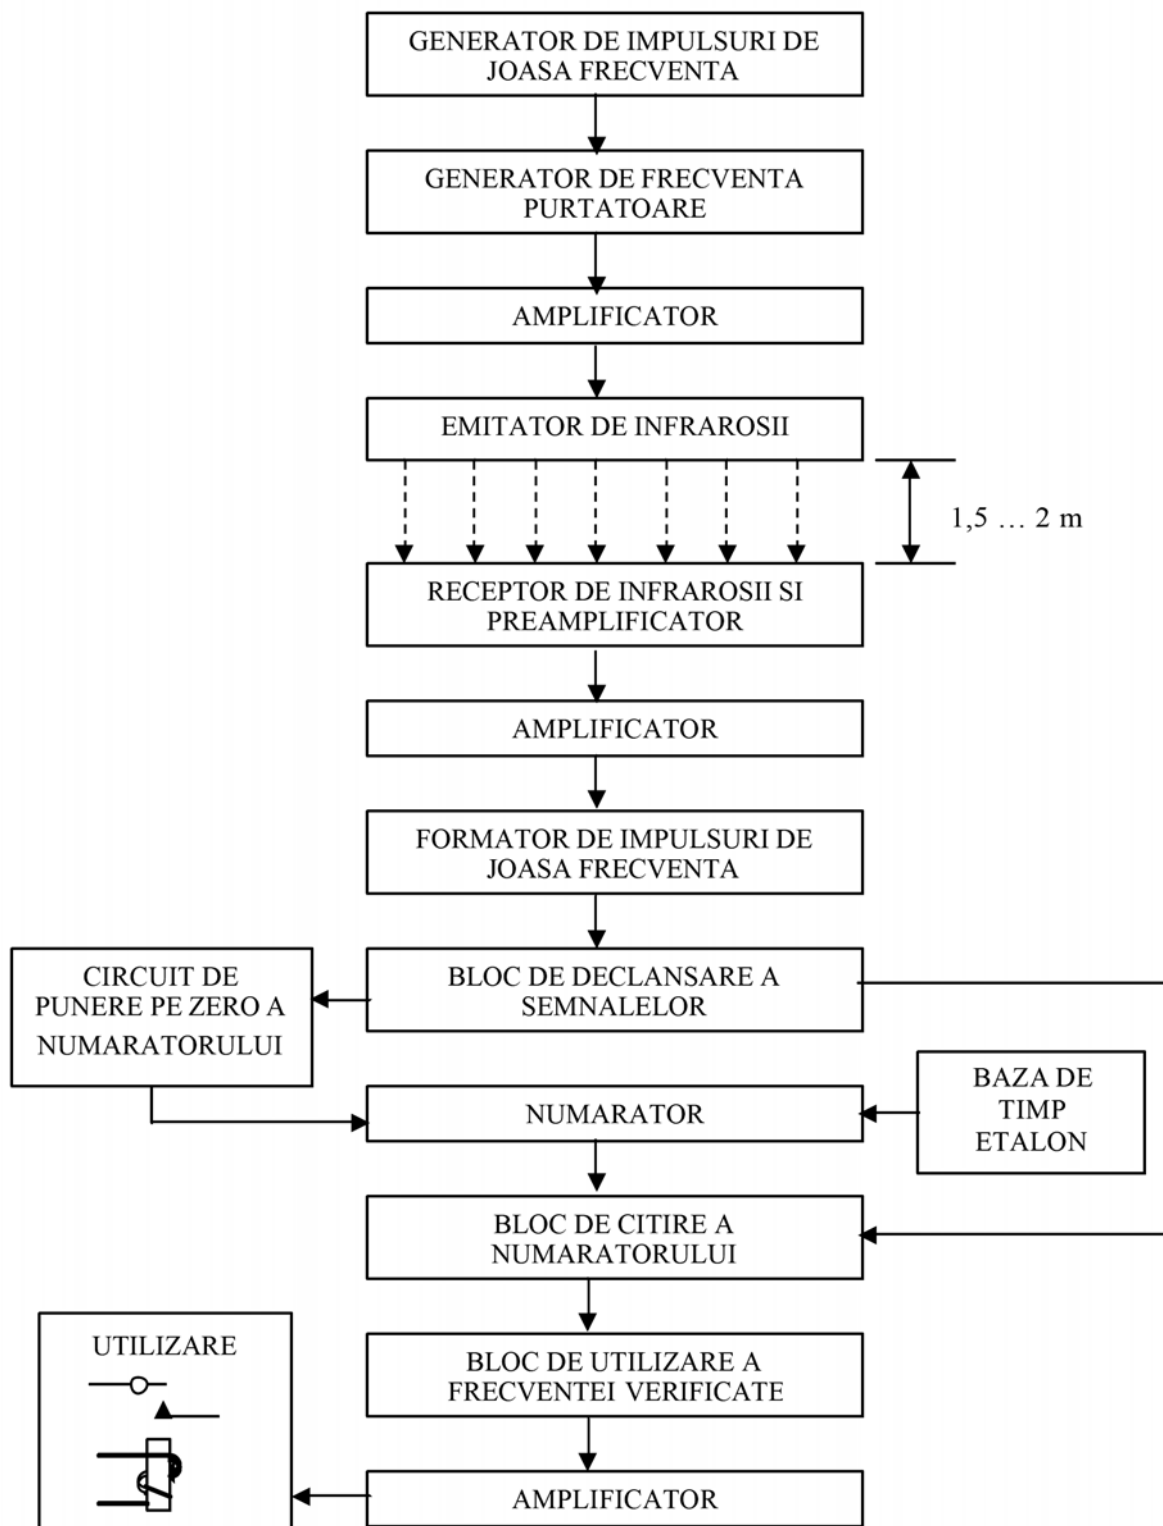 GENERATOR DE IMPULSURI DE
JOASA FRECVENTA
GENERATOR DE FRECVENTA
PURTATOARE
AMPLIFICATOR
EMITATOR DE INFRAROSII
1,5 ... 2 m
RECEPTOR DE INFRAROSII SI
PREAMPLIFICATOR
AMPLIFICATOR
FORMATOR DE IMPULSURI DE
JOASA FRECVENTA
CIRCUIT DE
PUNERE PE ZERO A
NUMARATORULUI
BLOC DE DECLANSARE A
SEMNALELOR
NUMARATOR
BAZA DE
TIMP
ETALON
BLOC DE CITIRE A
NUMARATORULUI
UTILIZARE
BLOC DE UTILIZARE A
FRECVENTEI VERIFICATE
AMPLIFICATOR